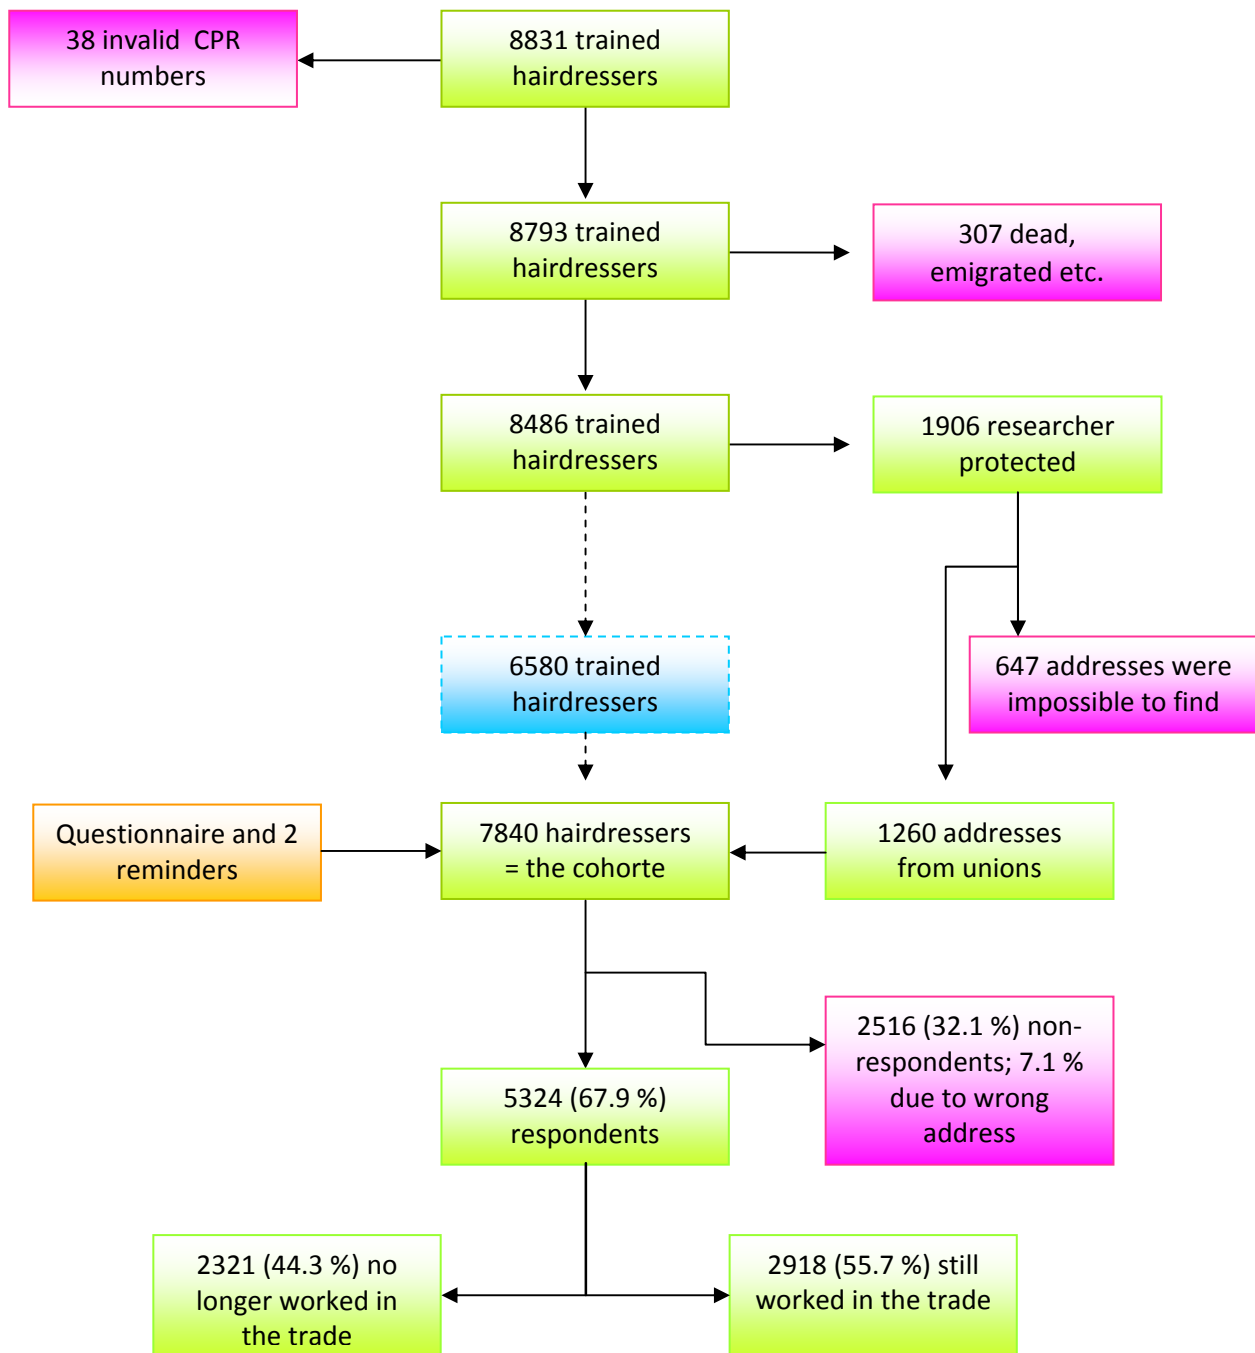 38 invalid  CPR
numbers
8831 trained
hairdressers
8793 trained
hairdressers
307 dead,
emigrated etc.
8486 trained
hairdressers
1906 researcher
protected
6580 trained
hairdressers
647 addresses were
impossible to find
Questionnaire and 2
reminders
7840 hairdressers
= the cohorte
1260 addresses
from unions
2516 (32.1 %) non-
respondents; 7.1 %
due to wrong
address
5324 (67.9 %)
respondents
2321 (44.3 %) no
longer worked in
the trade
2918 (55.7 %) still
worked in the trade